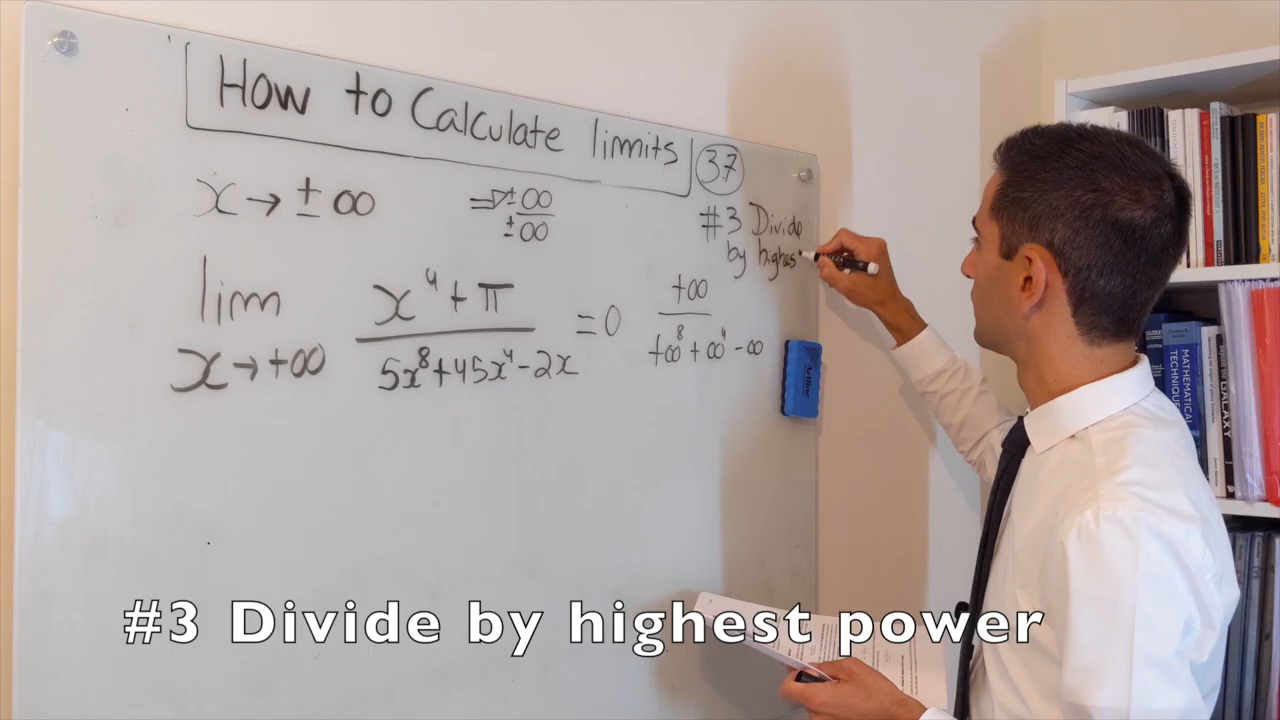 How to Calculate limits
37
x → ± ∞
⇒ ±∞
±∞
#3 Divide
by highes
lim
x → +∞
x⁴ + π
5x⁸ + 45x⁴ - 2x
= 0
+∞
+∞⁸ + ∞⁴ - ∞
Artline
MATHEMATICAL
TECHNIQUES
GALAXY
#3 Divide by highest power